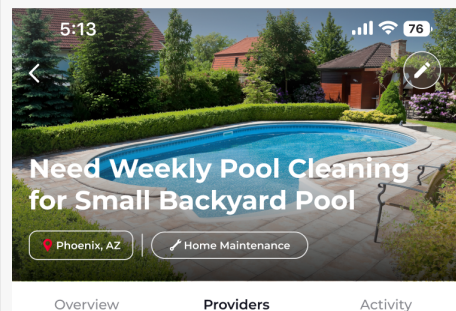 5:13
76
Need Weekly Pool Cleaning
for Small Backyard Pool
Phoenix, AZ
Home Maintenance
Overview
Providers
Activity